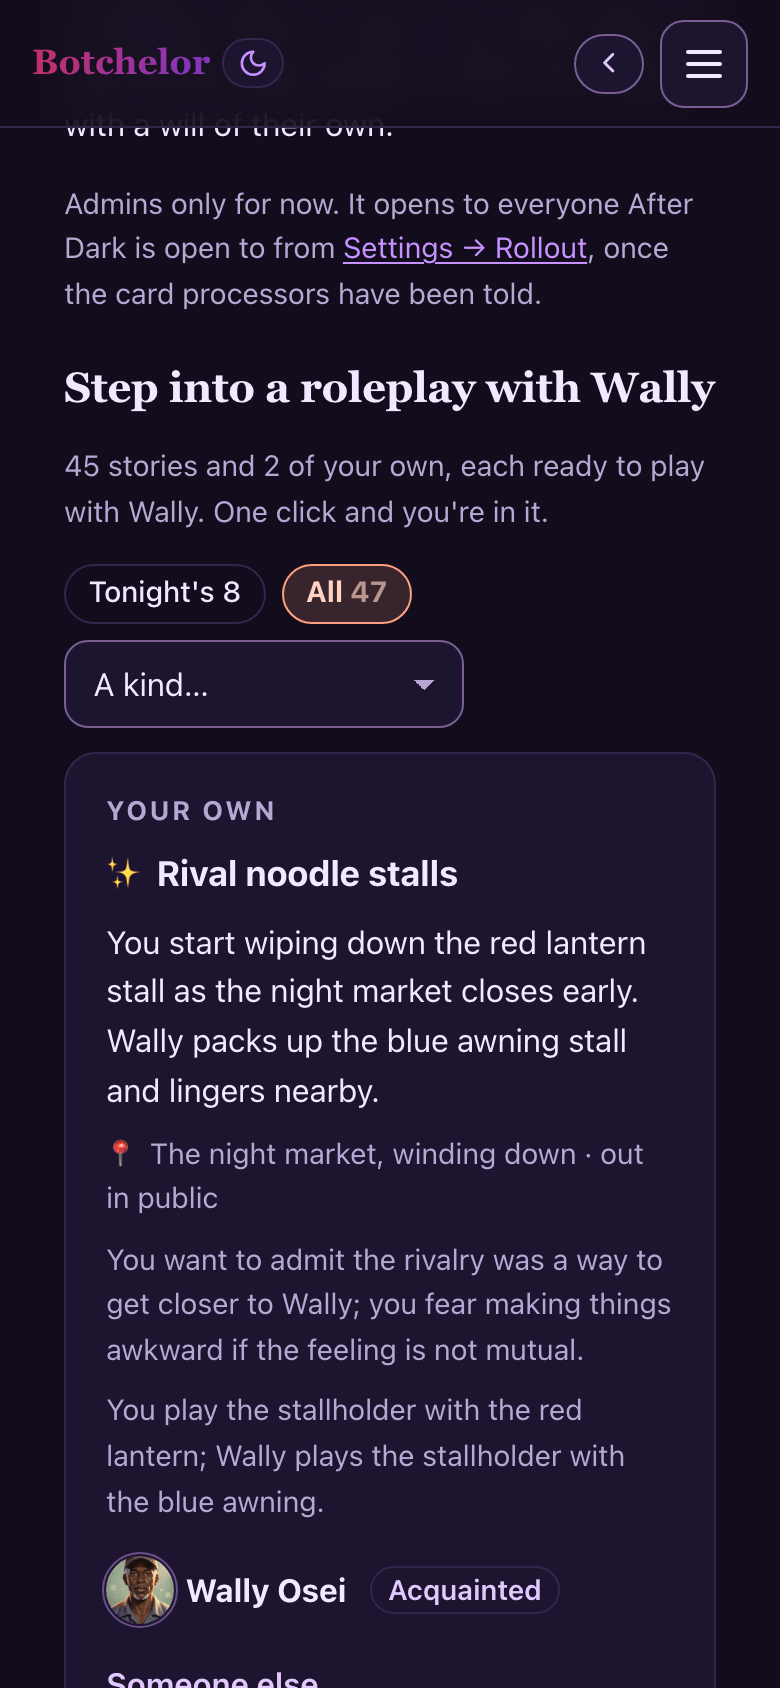 Botchelor
with a will of their own.
Admins only for now. It opens to everyone After
Dark is open to from Settings → Rollout, once
the card processors have been told.
Step into a roleplay with Wally
45 stories and 2 of your own, each ready to play
with Wally. One click and you're in it.
Tonight's 8
All 47
A kind...
YOUR OWN
✨ Rival noodle stalls
You start wiping down the red lantern
stall as the night market closes early.
Wally packs up the blue awning stall
and lingers nearby.
📍 The night market, winding down · out
in public
You want to admit the rivalry was a way to
get closer to Wally; you fear making things
awkward if the feeling is not mutual.
You play the stallholder with the red
lantern; Wally plays the stallholder with
the blue awning.
Wally Osei
Acquainted
Someone else